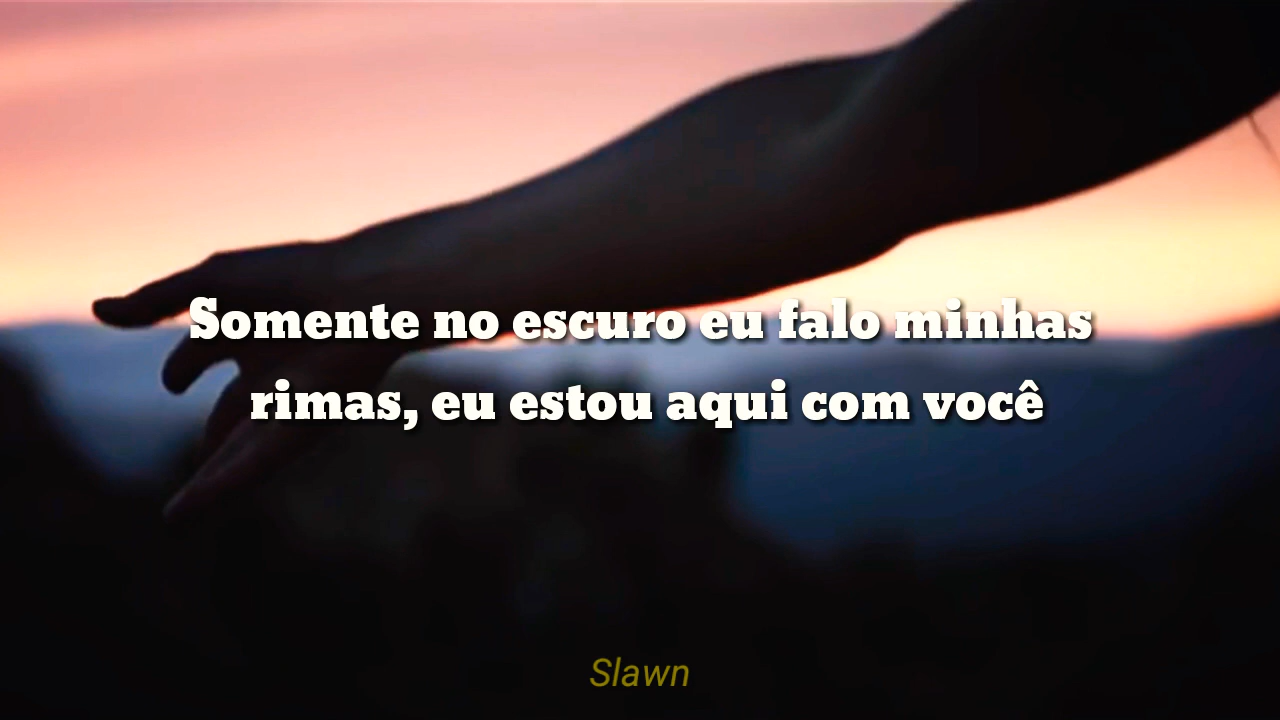 Somente no escuro eu falo minhas
rimas, eu estou aqui com você
Slawn